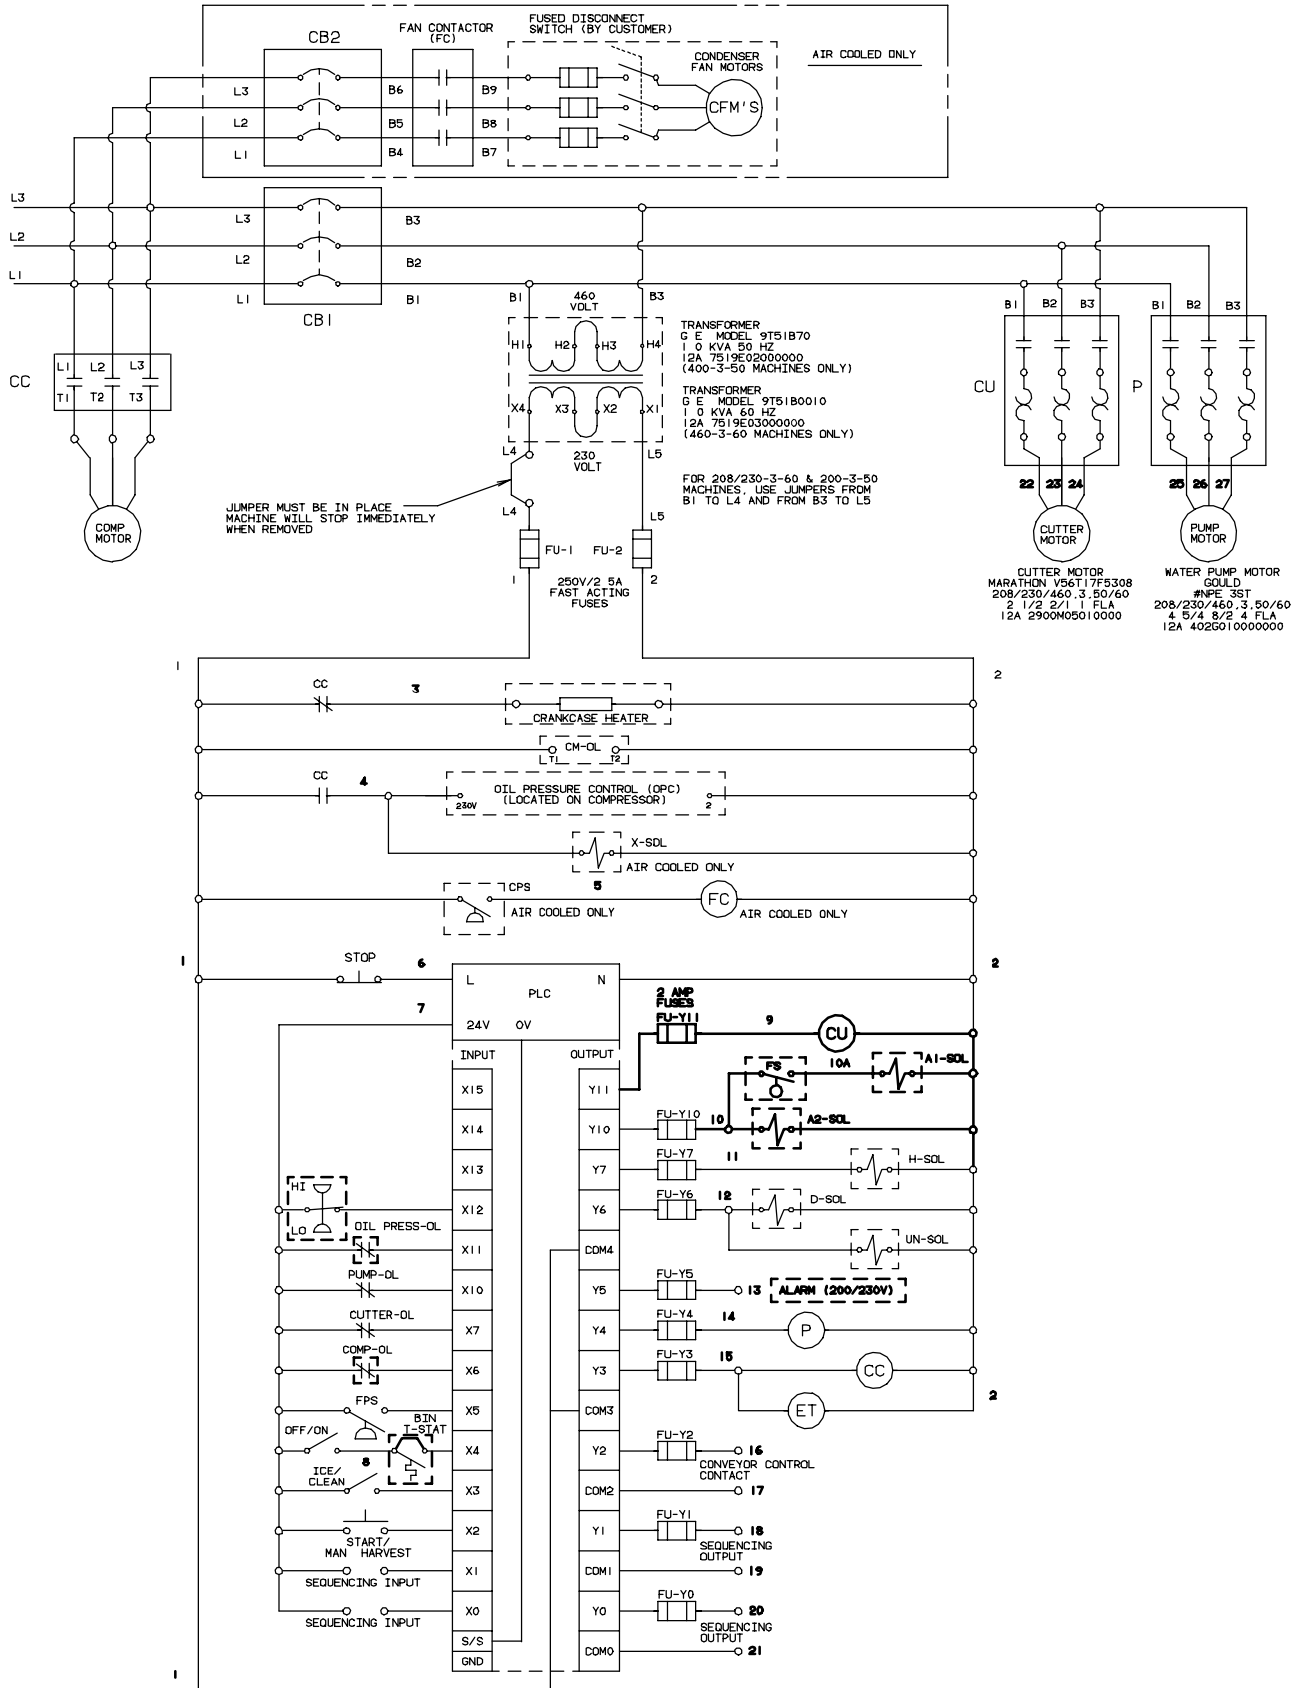 FUSED DISCONNECT
SWITCH (BY CUSTOMER)
FAN CONTACTOR
(FC)
CB2
CONDENSER
FAN MOTORS
AIR COOLED ONLY
L3 B6 B9
CFM'S
L2 B5 B8
L1 B4 B7
L3
L3 B3
L2
L2 B2
L1
L1 B1
CB1
B1 460
VOLT B3
H1 H2 H3 H4
X4 X3 X2 X1
L4 230
VOLT L5
TRANSFORMER
G E MODEL 9T51B70
1 0 KVA 50 HZ
12A 7519E02000000
(400-3-50 MACHINES ONLY)
TRANSFORMER
G E MODEL 9T51B0010
1 0 KVA 60 HZ
12A 7519E03000000
(460-3-60 MACHINES ONLY)
FOR 208/230-3-60 & 200-3-50
MACHINES, USE JUMPERS FROM
B1 TO L4 AND FROM B3 TO L5
CC
L1 L2 L3
T1 T2 T3
COMP
MOTOR
JUMPER MUST BE IN PLACE
MACHINE WILL STOP IMMEDIATELY
WHEN REMOVED
L4 L5
FU-1 FU-2
1 2
250V/2 5A
FAST ACTING
FUSES
B1 B2 B3
CU
22 23 24
CUTTER
MOTOR
CUTTER MOTOR
MARATHON V56T17F5308
208/230/460,3,50/60
2 1/2 2/1 1 FLA
12A 2900M05010000
B1 B2 B3
P
25 26 27
PUMP
MOTOR
WATER PUMP MOTOR
GOULD
#NPE 3ST
208/230/460,3,50/60
4 5/4 8/2 4 FLA
12A 402G010000000
1 2
CC 3
CRANKCASE HEATER
CM-OL
T1 T2
CC 4
OIL PRESSURE CONTROL (OPC)
(LOCATED ON COMPRESSOR)
230V 2
X-SOL
AIR COOLED ONLY
5
CPS
AIR COOLED ONLY
FC
AIR COOLED ONLY
1 2
STOP 6
L N
PLC
7
24V 0V
INPUT OUTPUT
2 AMP
FUSES
FU-Y11 9 CU
X15 Y11
FS 10A A1-SOL
X14 Y10 FU-Y10 10 A2-SOL
X13 Y7 FU-Y7 11 H-SOL
HI
LO
X12 Y6 FU-Y6 12 D-SOL
OIL PRESS-OL X11 COM4 UN-SOL
PUMP-OL X10 Y5 FU-Y5 13 ALARM (200/230V)
CUTTER-OL X7 Y4 FU-Y4 14 P
COMP-OL X6 Y3 FU-Y3 15 CC
FPS X5 COM3 ET 2
OFF/ON 8 BIN
T-STAT X4 Y2 FU-Y2 16
CONVEYOR CONTROL
CONTACT
ICE/
CLEAN X3 COM2 17
START/
MAN HARVEST X2 Y1 FU-Y1 18
SEQUENCING
OUTPUT
SEQUENCING INPUT X1 COM1 19
SEQUENCING INPUT X0 Y0 FU-Y0 20
SEQUENCING
OUTPUT
S/S
GND COM0 21
1